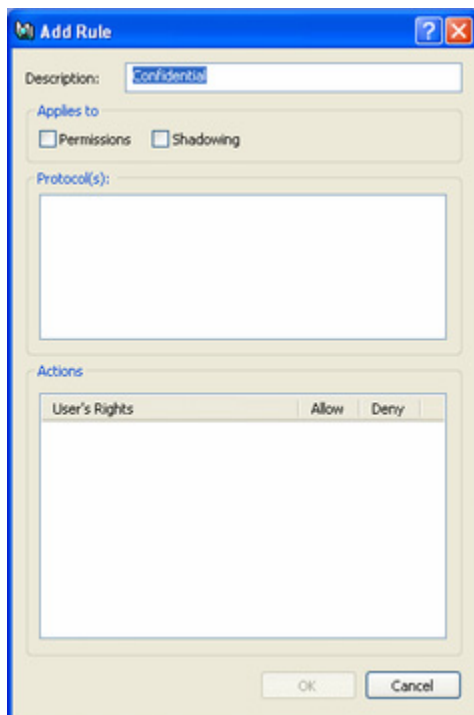 Add Rule
Description: Confidential
Applies to
Permissions Shadowing
Protocol(s):
Actions
User's Rights Allow Deny
OK Cancel